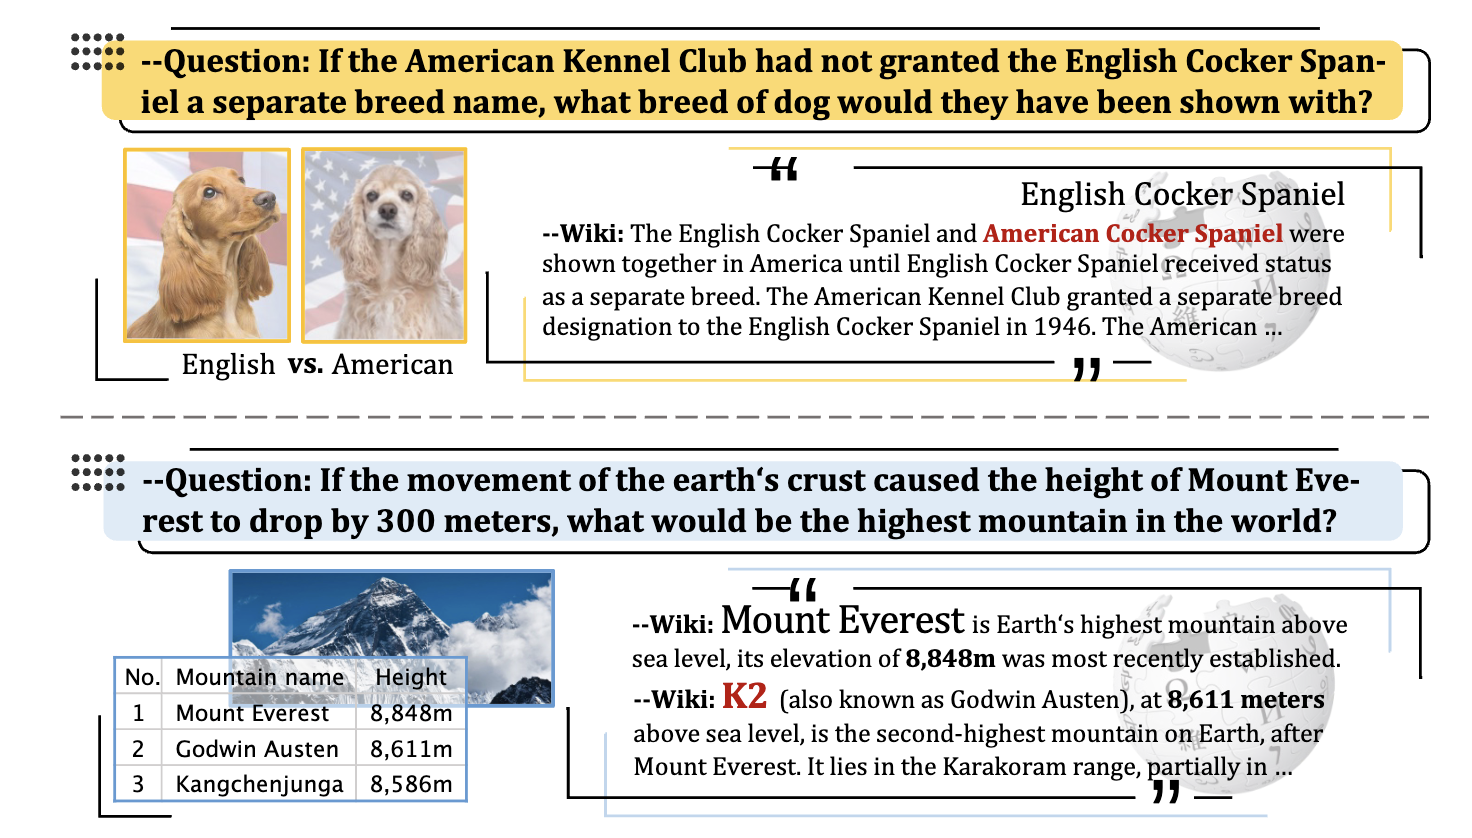 --Question: If the American Kennel Club had not granted the English Cocker Span-
iel a separate breed name, what breed of dog would they have been shown with?
English vs. American
“
English Cocker Spaniel
--Wiki: The English Cocker Spaniel and American Cocker Spaniel were
shown together in America until English Cocker Spaniel received status
as a separate breed. The American Kennel Club granted a separate breed
designation to the English Cocker Spaniel in 1946. The American ...
”
--Question: If the movement of the earth‘s crust caused the height of Mount Eve-
rest to drop by 300 meters, what would be the highest mountain in the world?
No. Mountain name Height
1 Mount Everest 8,848m
2 Godwin Austen 8,611m
3 Kangchenjunga 8,586m
“
--Wiki: Mount Everest is Earth‘s highest mountain above
sea level, its elevation of 8,848m was most recently established.
--Wiki: K2 (also known as Godwin Austen), at 8,611 meters
above sea level, is the second-highest mountain on Earth, after
Mount Everest. It lies in the Karakoram range, partially in ...
”